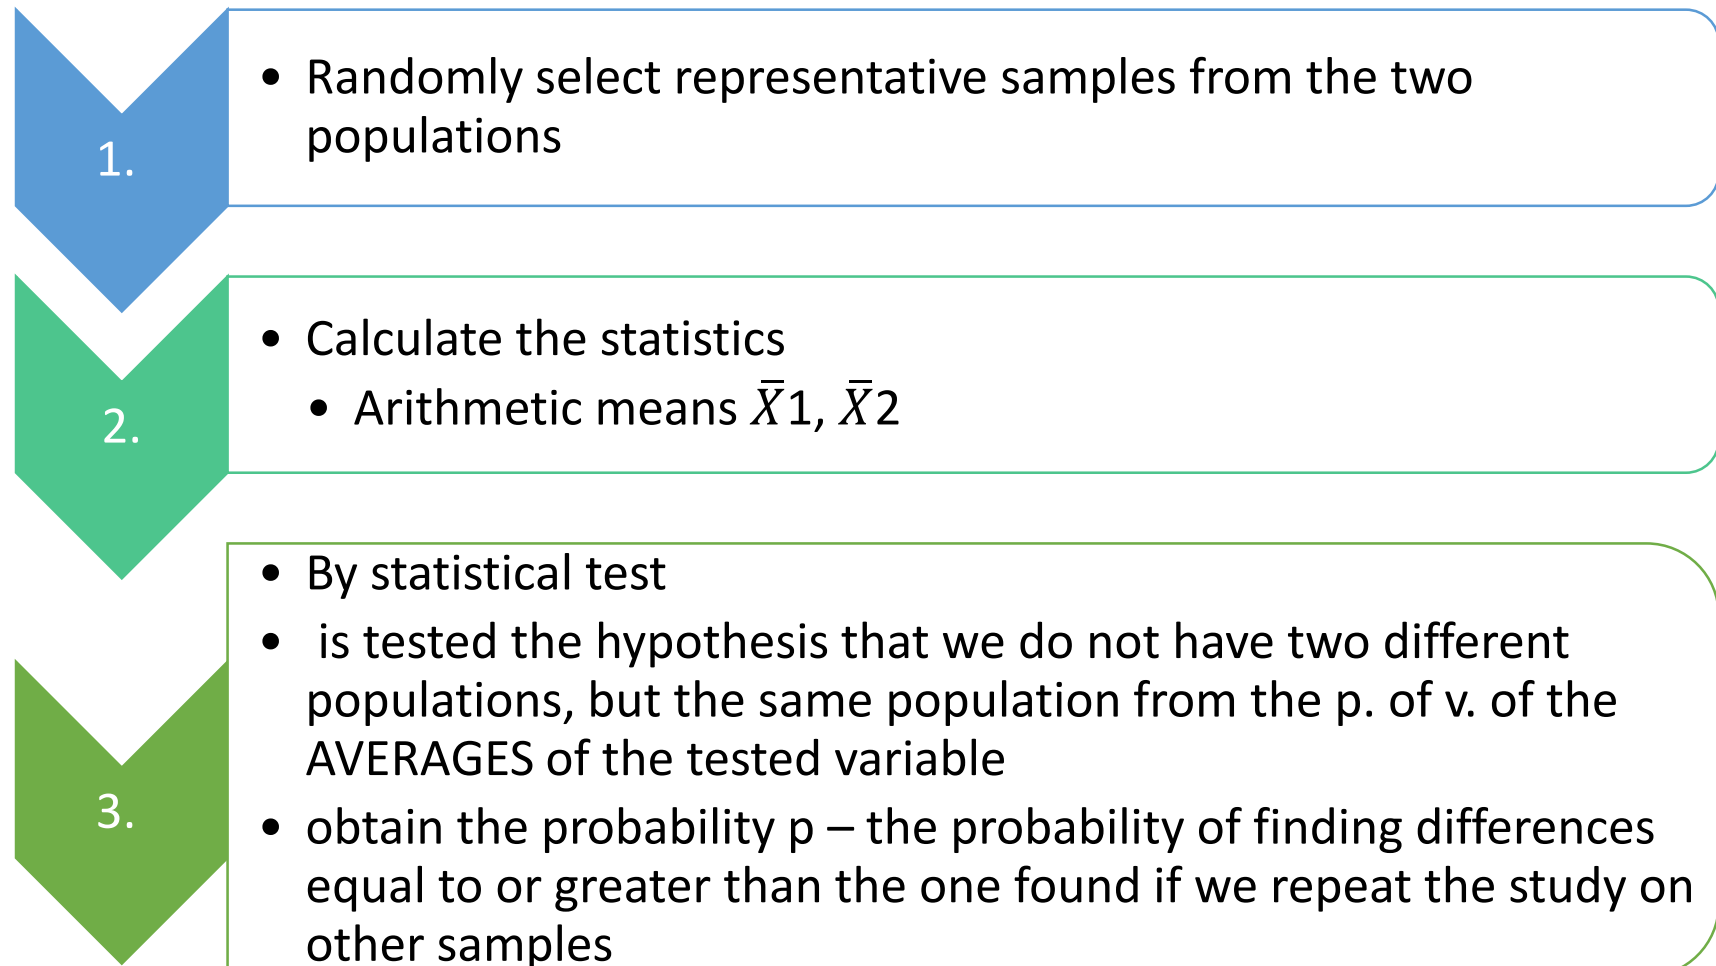 1.
• Randomly select representative samples from the two
populations
2.
• Calculate the statistics
• Arithmetic means X̅1, X̅2
3.
• By statistical test
• is tested the hypothesis that we do not have two different
populations, but the same population from the p. of v. of the
AVERAGES of the tested variable
• obtain the probability p – the probability of finding differences
equal to or greater than the one found if we repeat the study on
other samples